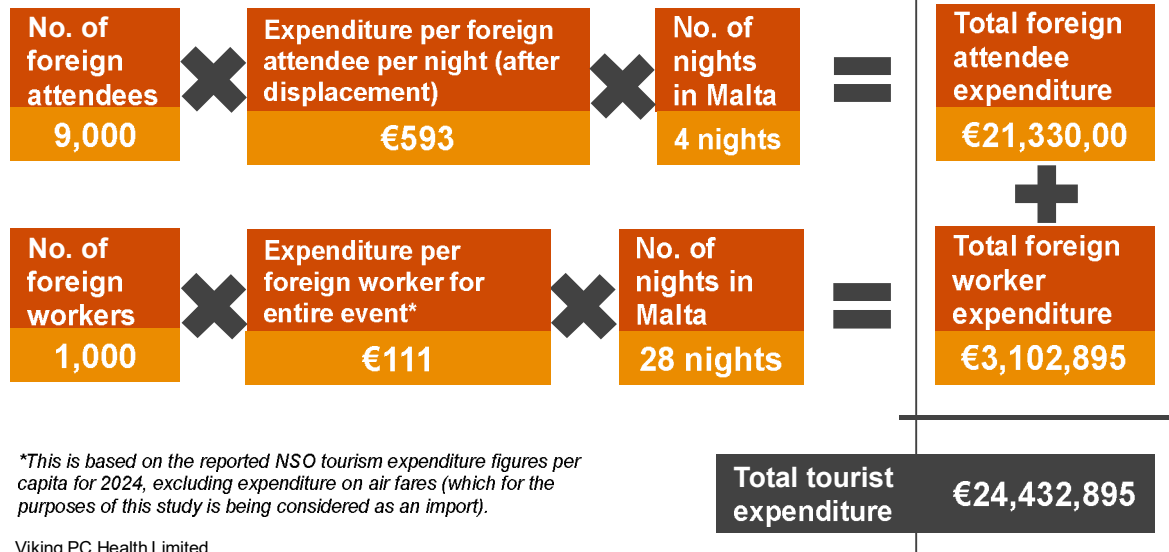 No. of
foreign
attendees
9,000
Expenditure per foreign
attendee per night (after
displacement)
€593
No. of
nights
in Malta
4 nights
=
Total foreign
attendee
expenditure
€21,330,00
+
No. of
foreign
workers
1,000
Expenditure per
foreign worker for
entire event*
€111
No. of
nights in
Malta
28 nights
=
Total foreign
worker
expenditure
€3,102,895
*This is based on the reported NSO tourism expenditure figures per
capita for 2024, excluding expenditure on air fares (which for the
purposes of this study is being considered as an import).
Total tourist
expenditure
€24,432,895
Viking PC Health Limited